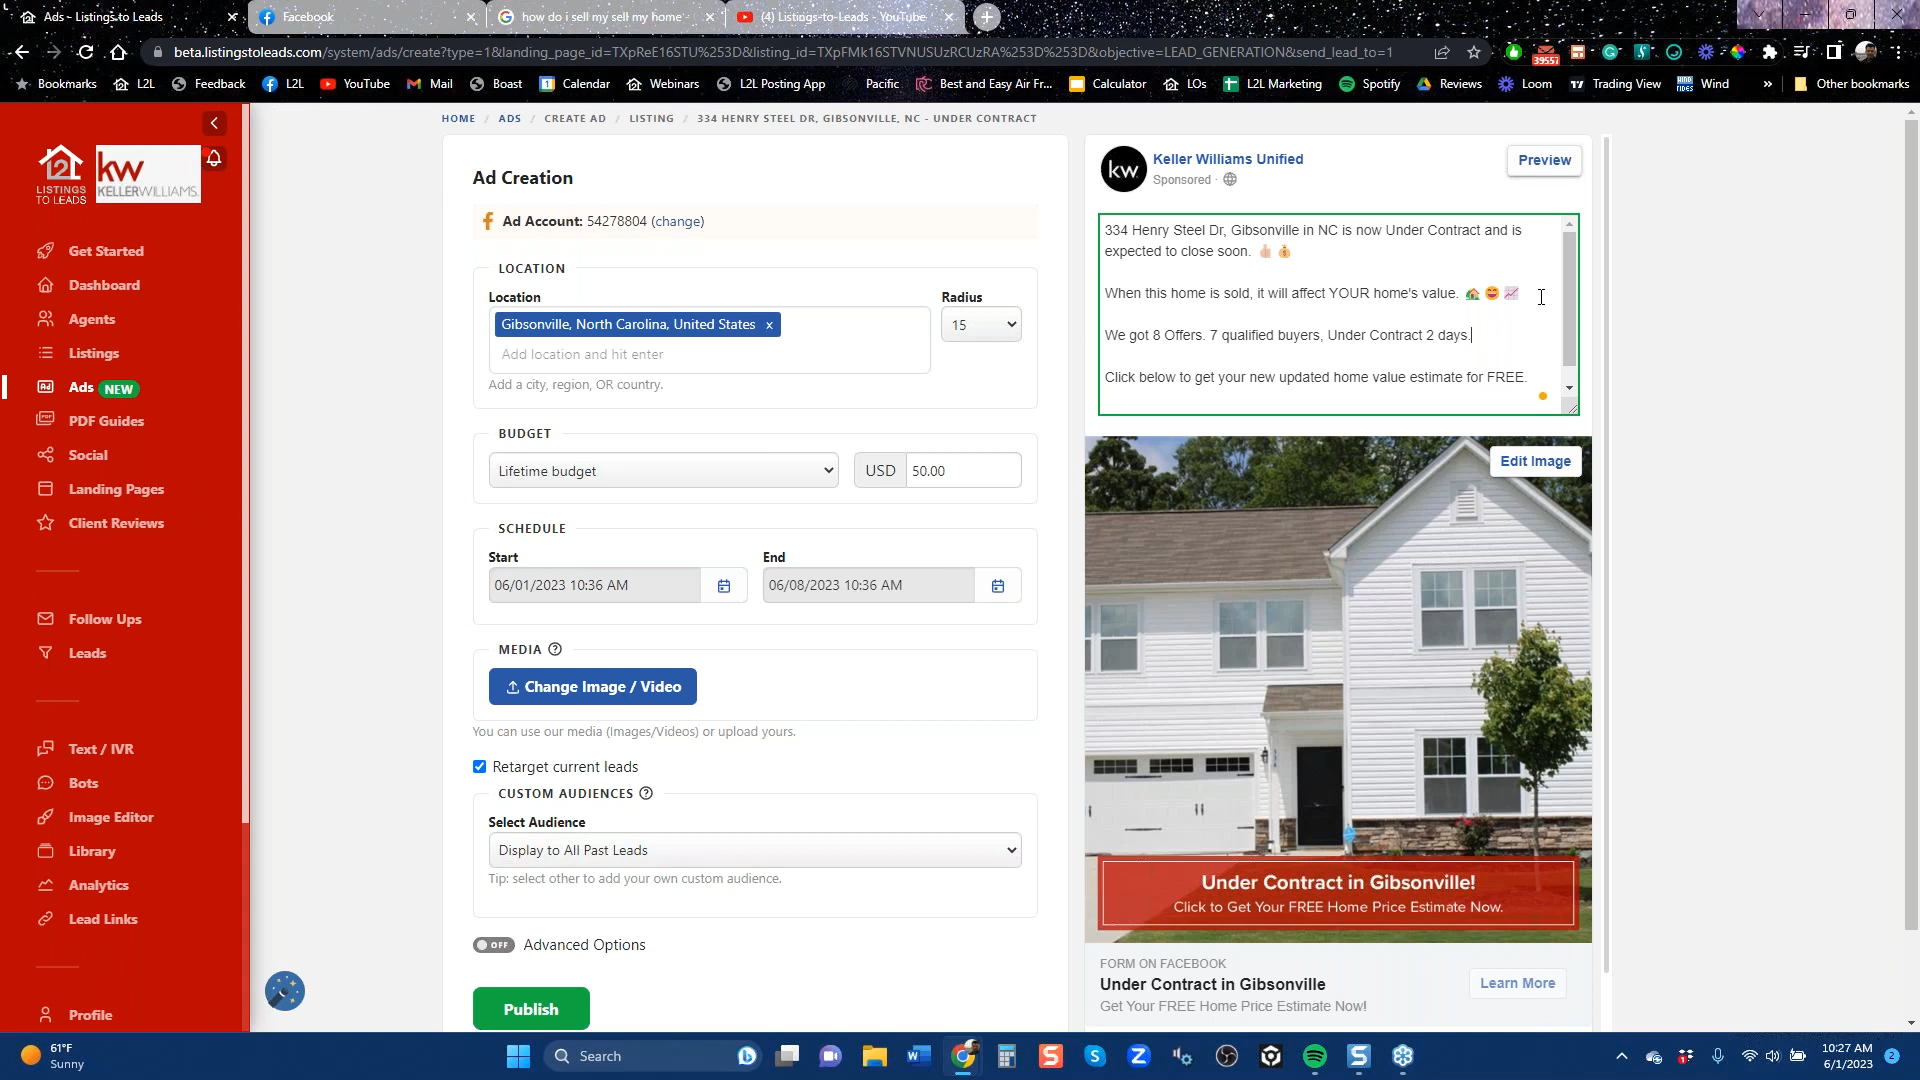 Ads - Listings to Leads
Facebook
how do i sell my sell my home
(4) Listings-to-Leads - YouTube
beta.listingstoleads.com/system/ads/create?type=1&landing_page_id=TXpReE16STU%253D&listing_id=TXpFMk16STVNUSUzRCUzRA%253D%253D&objective=LEAD_GENERATION&send_lead_to=1
39557
Bookmarks
L2L
Feedback
L2L
YouTube
Mail
Boast
Calendar
Webinars
L2L Posting App
Pacific
Best and Easy Air Fr...
Calculator
LOs
L2L Marketing
Spotify
Reviews
Loom
Trading View
Wind
»
Other bookmarks
LISTINGS
TO LEADS
kw
KELLERWILLIAMS.
Get Started
Dashboard
Agents
Listings
Ads NEW
PDF Guides
Social
Landing Pages
Client Reviews
Follow Ups
Leads
Text / IVR
Bots
Image Editor
Library
Analytics
Lead Links
Profile
HOME / ADS / CREATE AD / LISTING / 334 HENRY STEEL DR, GIBSONVILLE, NC - UNDER CONTRACT
Ad Creation
Ad Account: 54278804 (change)
LOCATION
Location
Radius
Gibsonville, North Carolina, United States ×
15
Add location and hit enter
Add a city, region, OR country.
BUDGET
Lifetime budget
USD
50.00
SCHEDULE
Start
End
06/01/2023 10:36 AM
06/08/2023 10:36 AM
MEDIA
Change Image / Video
You can use our media (Images/Videos) or upload yours.
Retarget current leads
CUSTOM AUDIENCES
Select Audience
Display to All Past Leads
Tip: select other to add your own custom audience.
OFF
Advanced Options
Publish
kw
Keller Williams Unified
Sponsored ·
Preview
334 Henry Steel Dr, Gibsonville in NC is now Under Contract and is
expected to close soon. 👍🏼 💰
When this home is sold, it will affect YOUR home's value. 🏡 😄 📈
We got 8 Offers. 7 qualified buyers, Under Contract 2 days.
Click below to get your new updated home value estimate for FREE.
Edit Image
Under Contract in Gibsonville!
Click to Get Your FREE Home Price Estimate Now.
FORM ON FACEBOOK
Under Contract in Gibsonville
Get Your FREE Home Price Estimate Now!
Learn More
61°F
Sunny
Search
10:27 AM
6/1/2023
2